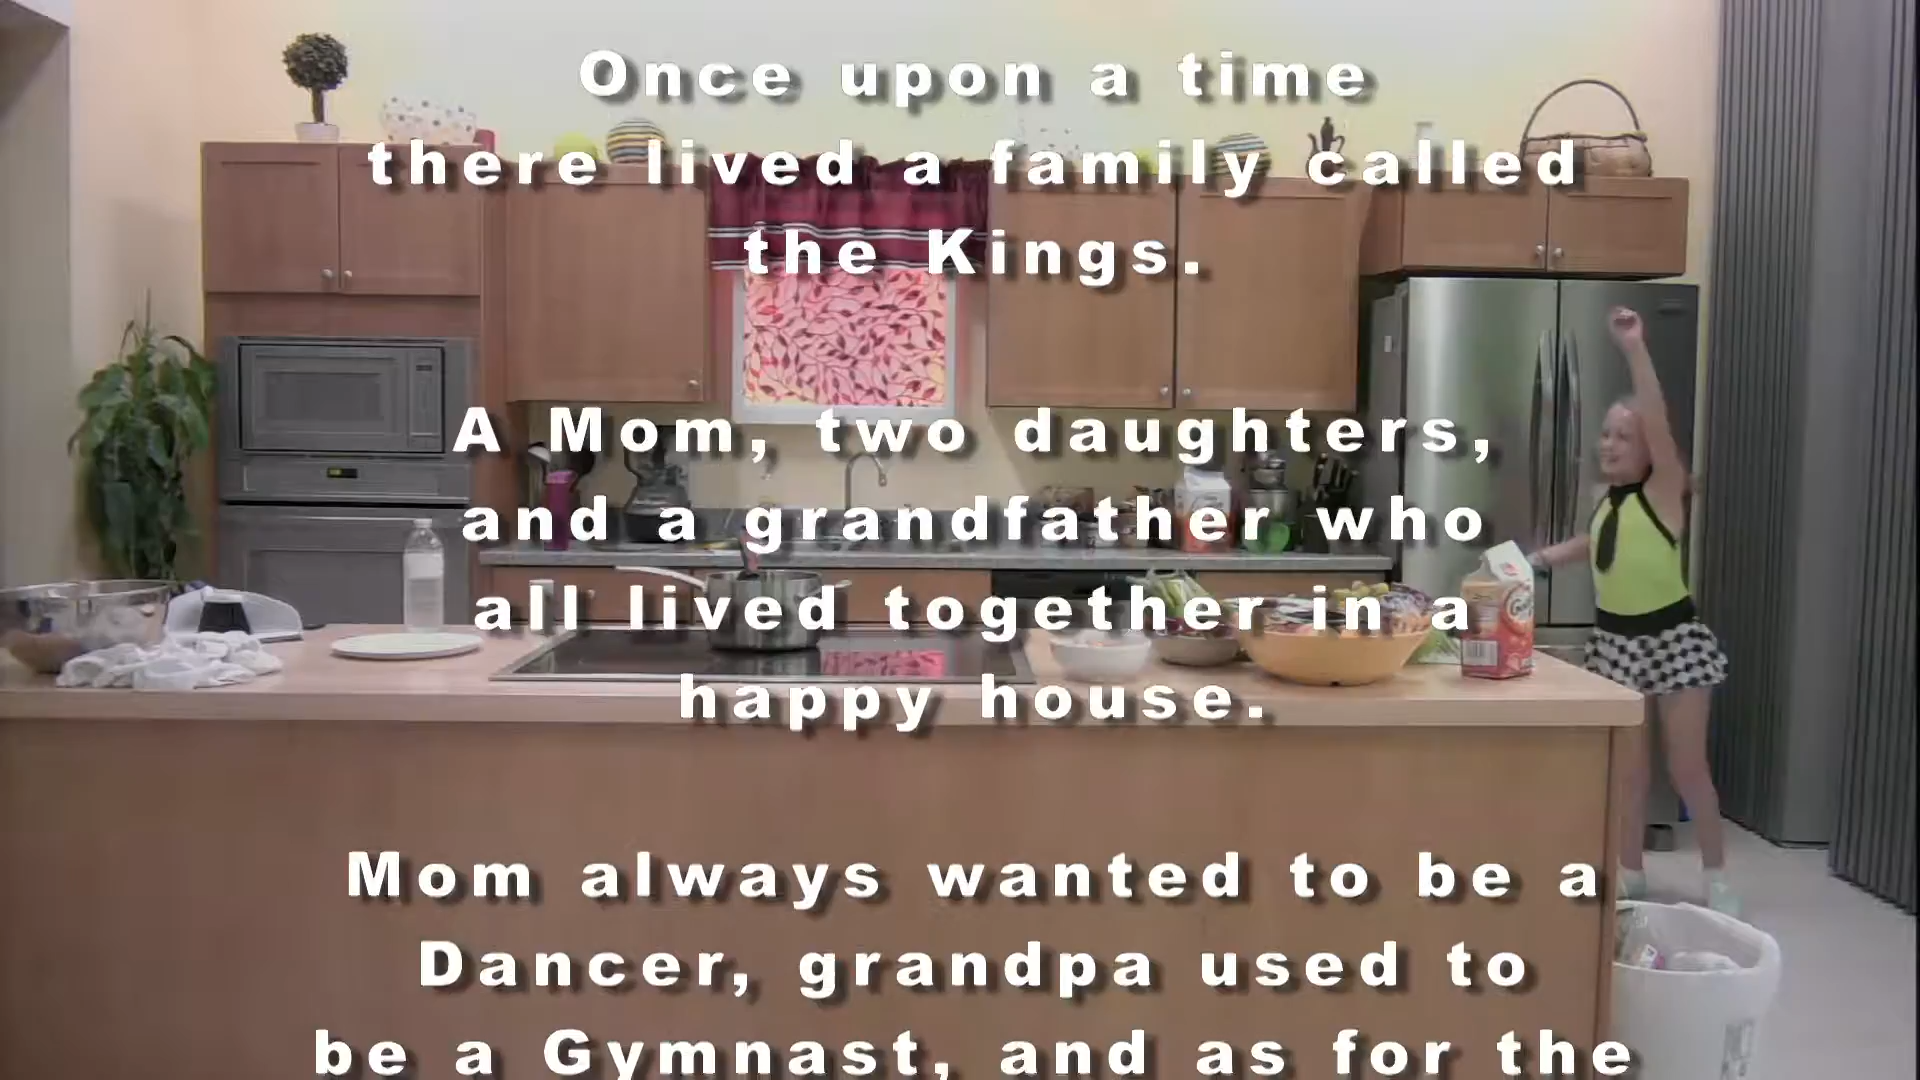 Once upon a time
there lived a family called
the Kings.
A Mom, two daughters,
and a grandfather who
all lived together in a
happy house.
Mom always wanted to be a
Dancer, grandpa used to
be a Gymnast, and as for the